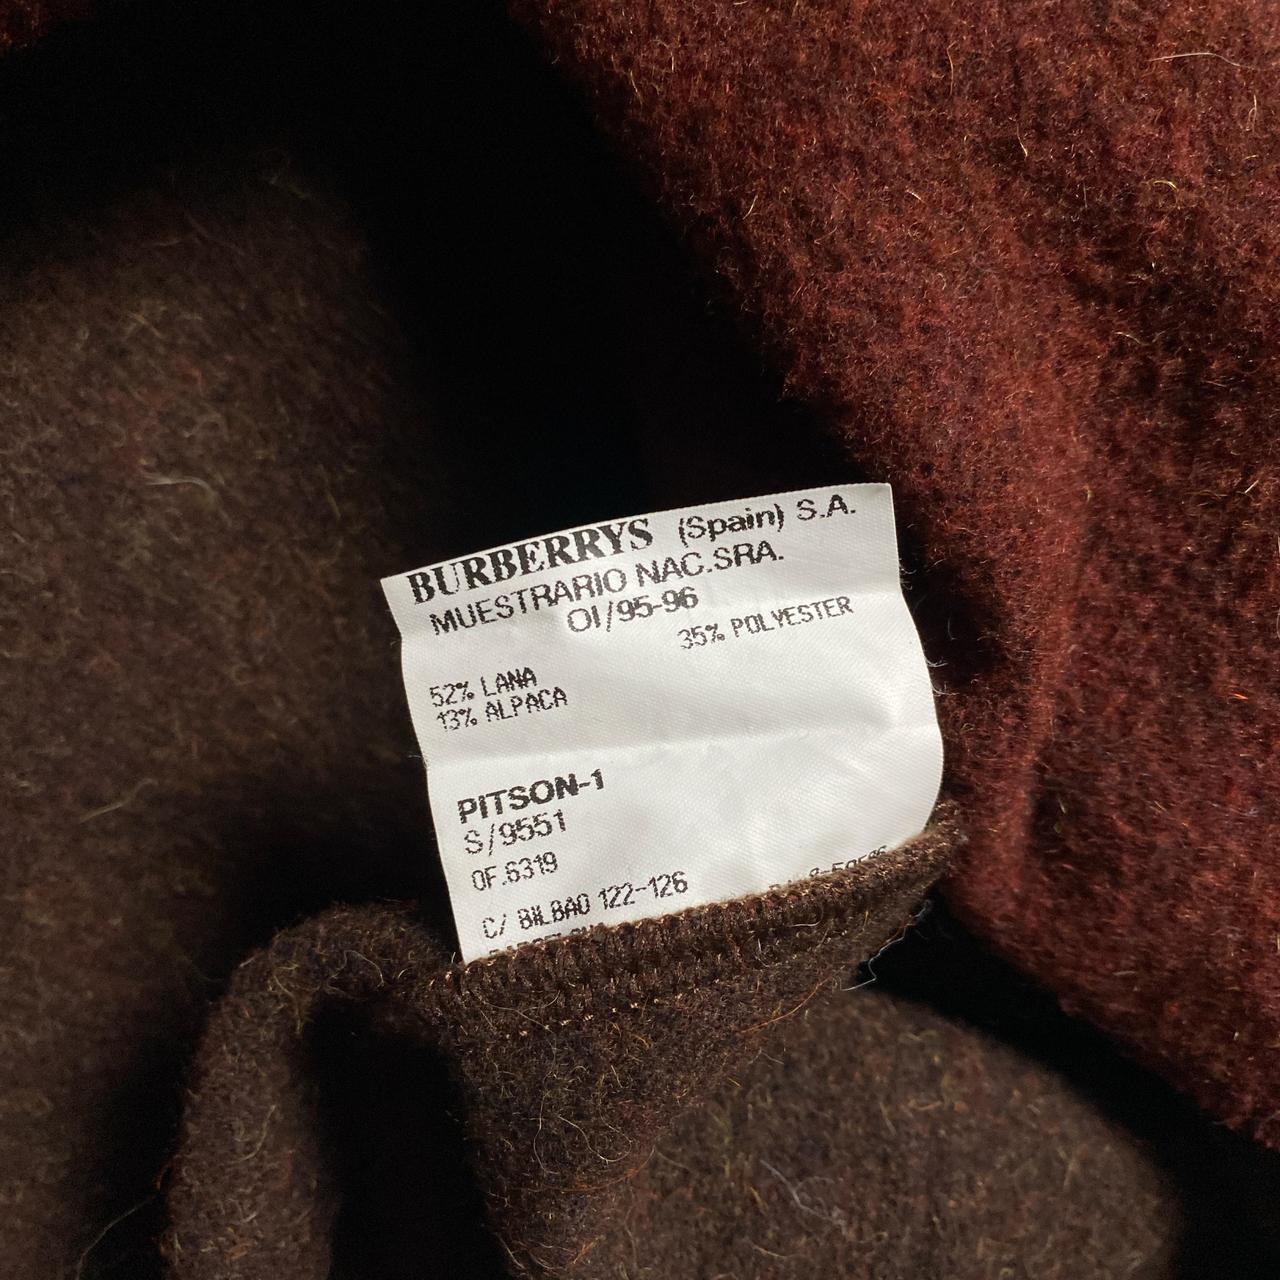 BURBERRYS (Spain) S.A.
MUESTRARIO NAC.SRA.
OI/95-96
35% POLYESTER
52% LANA
13% ALPACA
PITSON-1
S/9551
OF.6319
C/ BILBAO 122-126